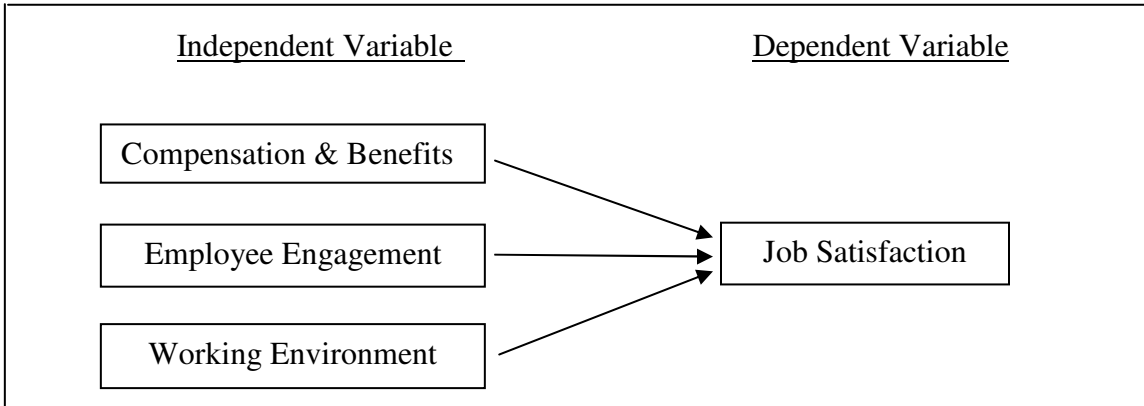 Independent Variable
Dependent Variable
Compensation & Benefits
Employee Engagement
Job Satisfaction
Working Environment